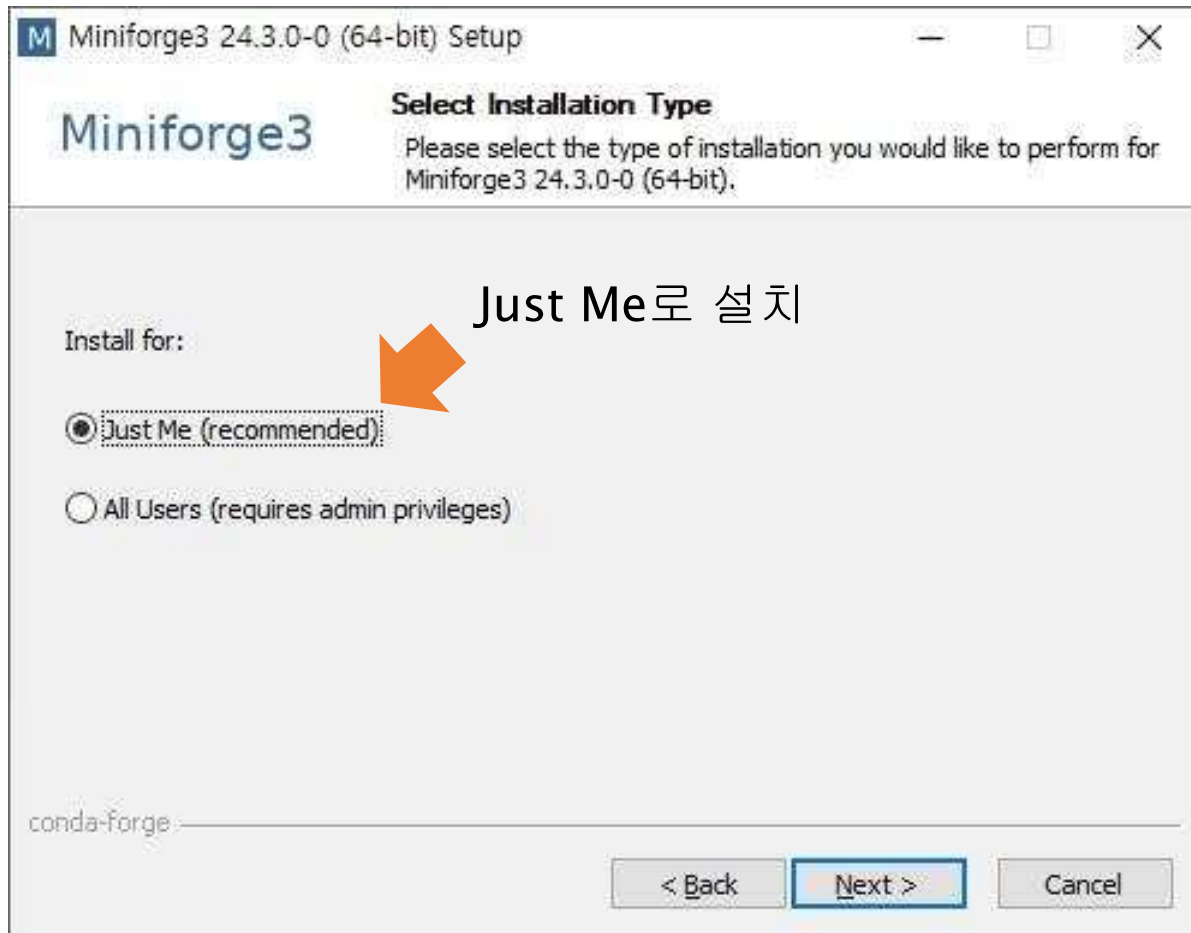 Miniforge3 24.3.0-0 (64-bit) Setup
Miniforge3
Select Installation Type
Please select the type of installation you would like to perform for
Miniforge3 24.3.0-0 (64-bit).
Just Me로 설치
Install for:
Just Me (recommended)
All Users (requires admin privileges)
conda-forge
< Back
Next >
Cancel